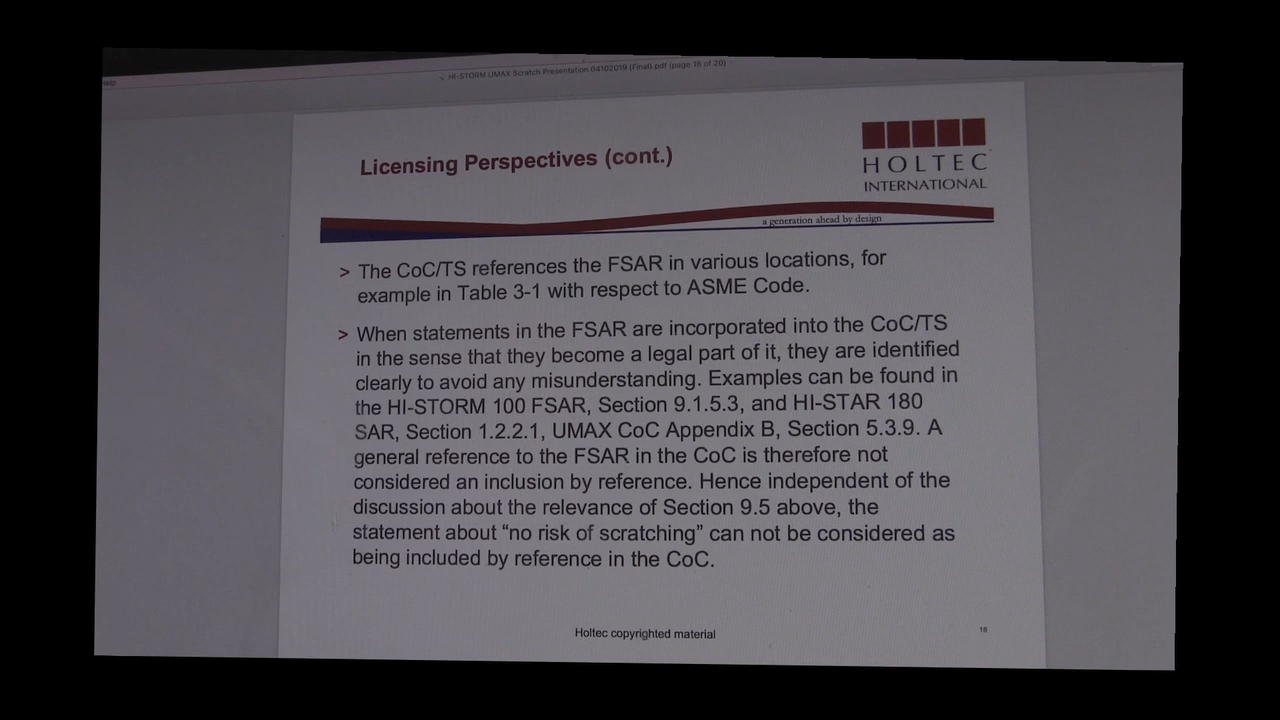 Help
HI-STORM UMAX Scratch Presentation 04102019 (Final).pdf (page 18 of 20)
Licensing Perspectives (cont.)
HOLTEC
INTERNATIONAL
a generation ahead by design
> The CoC/TS references the FSAR in various locations, for
example in Table 3-1 with respect to ASME Code.
> When statements in the FSAR are incorporated into the CoC/TS
in the sense that they become a legal part of it, they are identified
clearly to avoid any misunderstanding. Examples can be found in
the HI-STORM 100 FSAR, Section 9.1.5.3, and HI-STAR 180
SAR, Section 1.2.2.1, UMAX CoC Appendix B, Section 5.3.9. A
general reference to the FSAR in the CoC is therefore not
considered an inclusion by reference. Hence independent of the
discussion about the relevance of Section 9.5 above, the
statement about “no risk of scratching” can not be considered as
being included by reference in the CoC.
Holtec copyrighted material
18